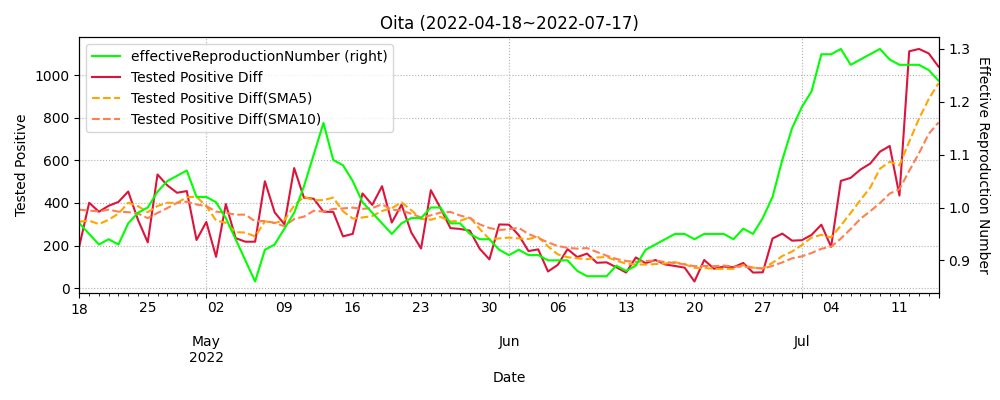 Oita (2022-04-18~2022-07-17)
effectiveReproductionNumber (right)
Tested Positive Diff
Tested Positive Diff(SMA5)
Tested Positive Diff(SMA10)
Tested Positive
1000
800
600
400
200
0
1.3
1.2
1.1
1.0
0.9
Effective Reproduction Number
18 25 02 09 16 23 30 06 13 20 27 04 11
May Jun Jul
2022
Date